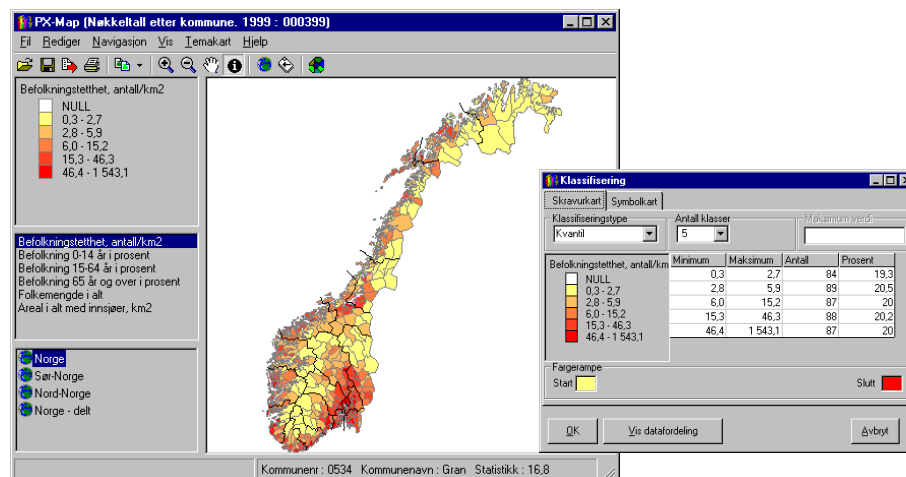 PX-Map (Nøkkeltall etter kommune. 1999 : 000399)
Fil Rediger Navigasjon Vis Temakart Hjelp
Befolkningstetthet, antall/km2
NULL
0,3 - 2,7
2,8 - 5,9
6,0 - 15,2
15,3 - 46,3
46,4 - 1 543,1
Befolkningstetthet, antall/km2
Befolkning 0-14 år i prosent
Befolkning 15-64 år i prosent
Befolkning 65 år og over i prosent
Folkemengde i alt
Areal i alt med innsjøer, km2
Norge
Sør-Norge
Nord-Norge
Norge - delt
Kommunenr : 0534 Kommunenavn : Gran Statistikk : 16,8
Klassifisering
Skravurkart Symbolkart
Klassifiseringstype Antall klasser Maksimum verdi
Kvantil 5
Befolkningstetthet, antall/km
NULL
0,3 - 2,7
2,8 - 5,9
6,0 - 15,2
15,3 - 46,3
46,4 - 1 543,1
Minimum Maksimum Antall Prosent
0,3 2,7 84 19,3
2,8 5,9 89 20,5
6,0 15,2 87 20
15,3 46,3 88 20,2
46,4 1 543,1 87 20
Fargerampe
Start Slutt
OK Vis datafordeling Avbryt